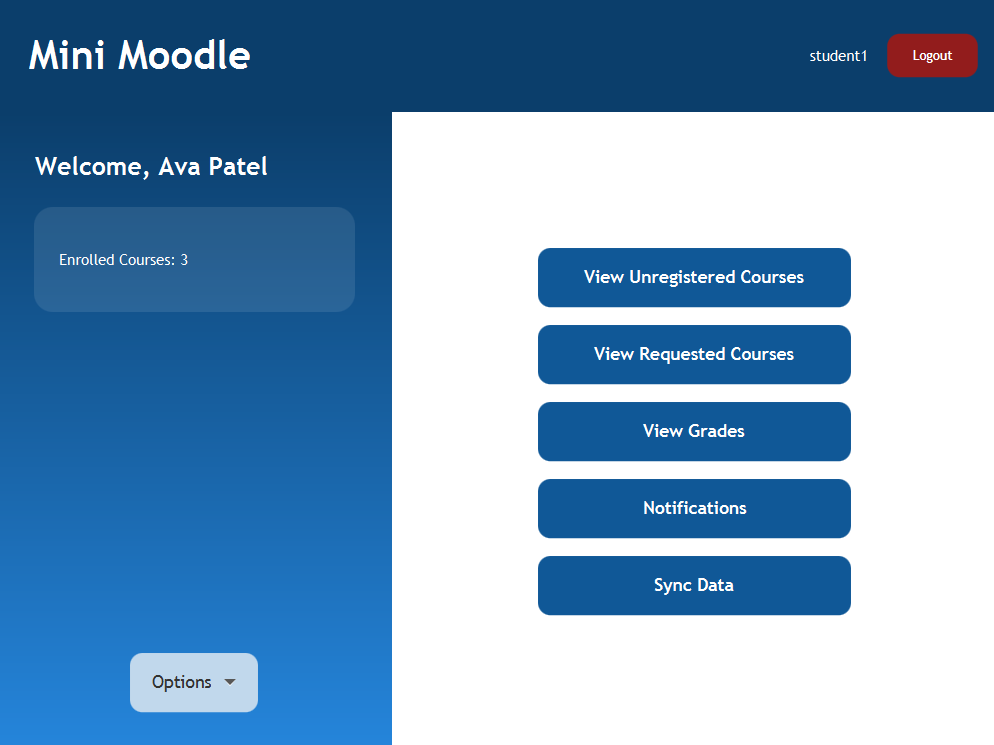 Mini Moodle
student1
Logout
Welcome, Ava Patel
Enrolled Courses: 3
View Unregistered Courses
View Requested Courses
View Grades
Notifications
Sync Data
Options